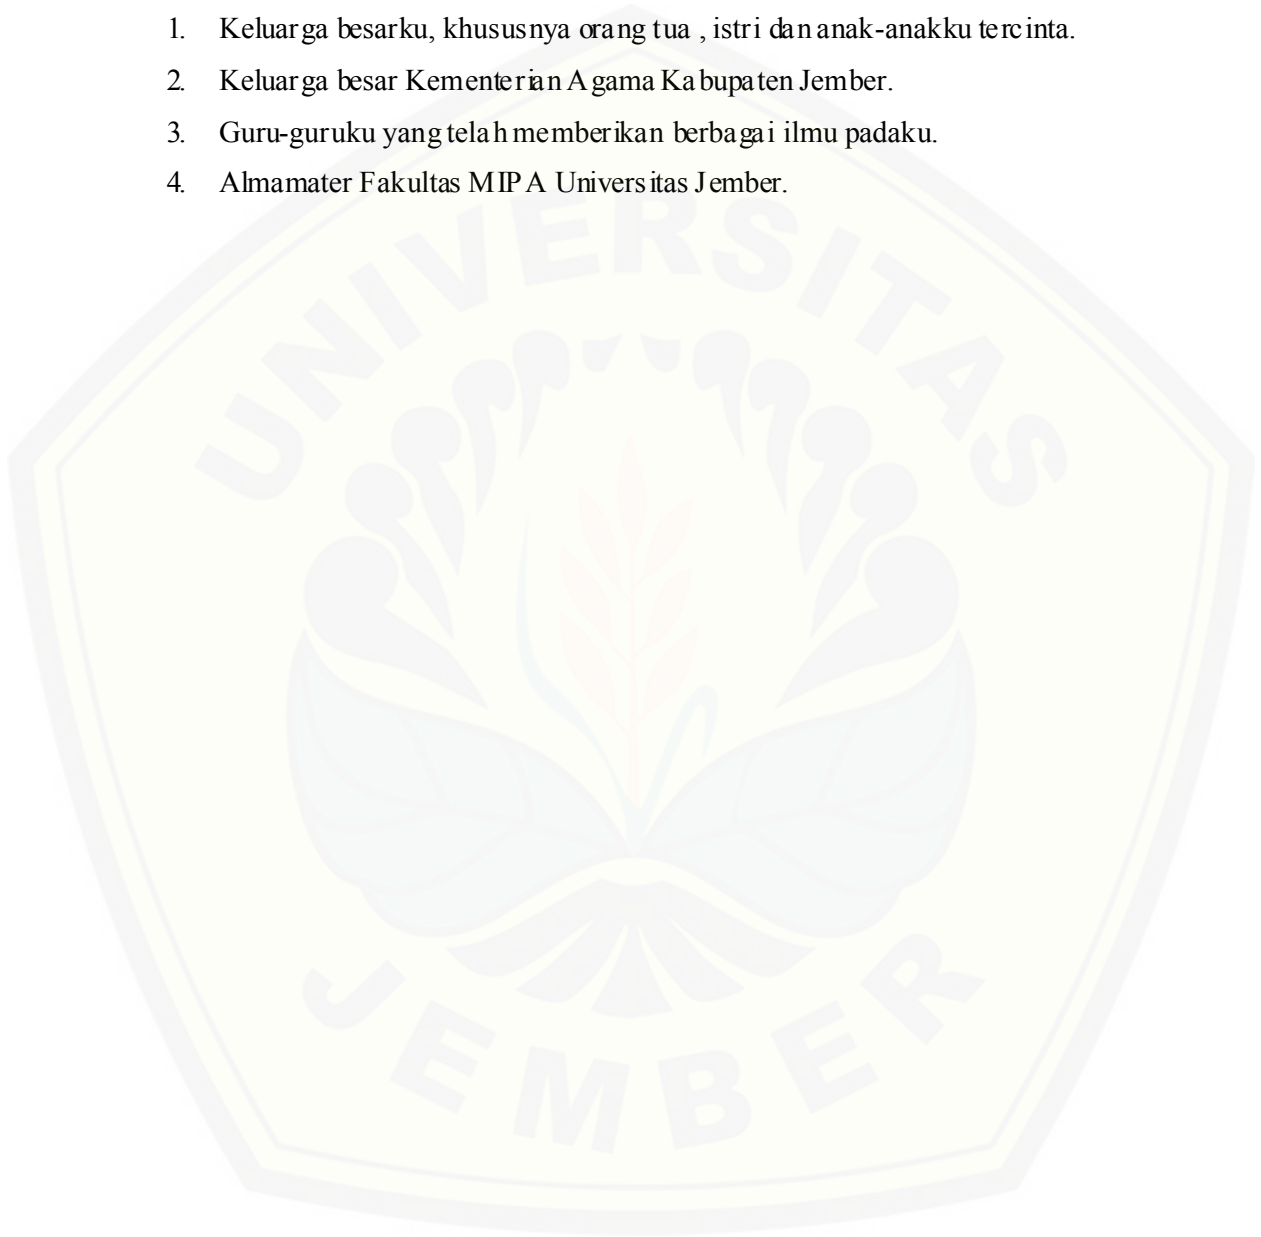 1. Keluarga besarku, khususnya orang tua , istri dan anak-anakku tercinta.
2. Keluarga besar Kementerian Agama Kabupaten Jember.
3. Guru-guruku yang telah memberikan berbagai ilmu padaku.
4. Almamater Fakultas MIPA Universitas Jember.
UNIVERSITAS
JEMBER